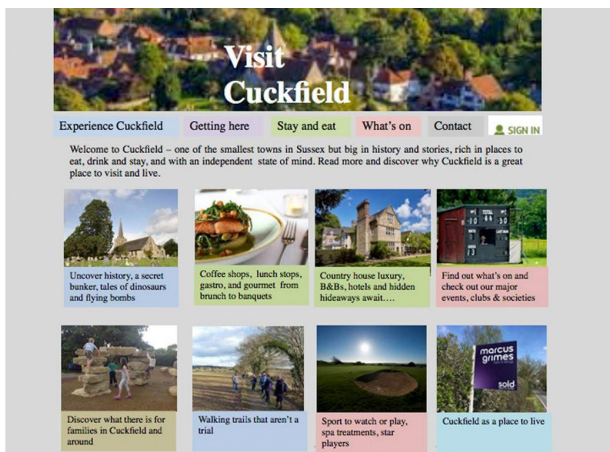 Visit
Cuckfield
Experience Cuckfield
Getting here
Stay and eat
What's on
Contact
SIGN IN
Welcome to Cuckfield – one of the smallest towns in Sussex but big in history and stories, rich in places to
eat, drink and stay, and with an independent state of mind. Read more and discover why Cuckfield is a great
place to visit and live.
TOTAL
Uncover history, a secret
bunker, tales of dinosaurs
and flying bombs
Coffee shops, lunch stops,
gastro, and gourmet from
brunch to banquets
Country house luxury,
B&Bs, hotels and hidden
hideaways await….
Find out what's on and
check out our major
events, clubs & societies
marcus
grimes
sold
Discover what there is for
families in Cuckfield and
around
Walking trails that aren't a
trial
Sport to watch or play,
spa treatments, star
players
Cuckfield as a place to live